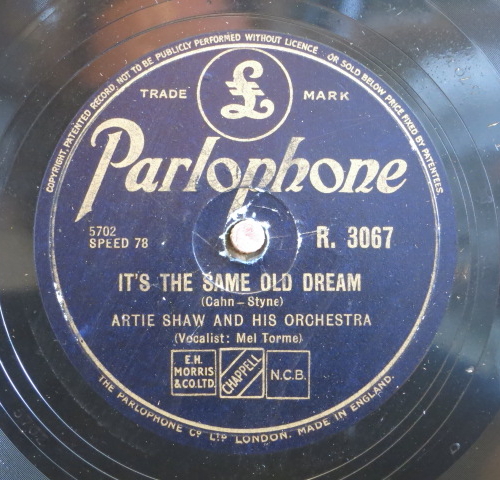 COPYRIGHT, PATENTED RECORD, NOT TO BE PUBLICLY PERFORMED WITHOUT LICENCE OR SOLD BELOW PRICE FIXED BY PATENTEES.
£
TRADE MARK
Parlophone
5702
SPEED 78
R. 3067
IT'S THE SAME OLD DREAM
(Cahn - Styne)
ARTIE SHAW AND HIS ORCHESTRA
(Vocalist: Mel Torme)
E.H.
MORRIS
& CO. LTD.
CHAPPELL
N.C.B.
THE PARLOPHONE Co LTD LONDON. MADE IN ENGLAND.